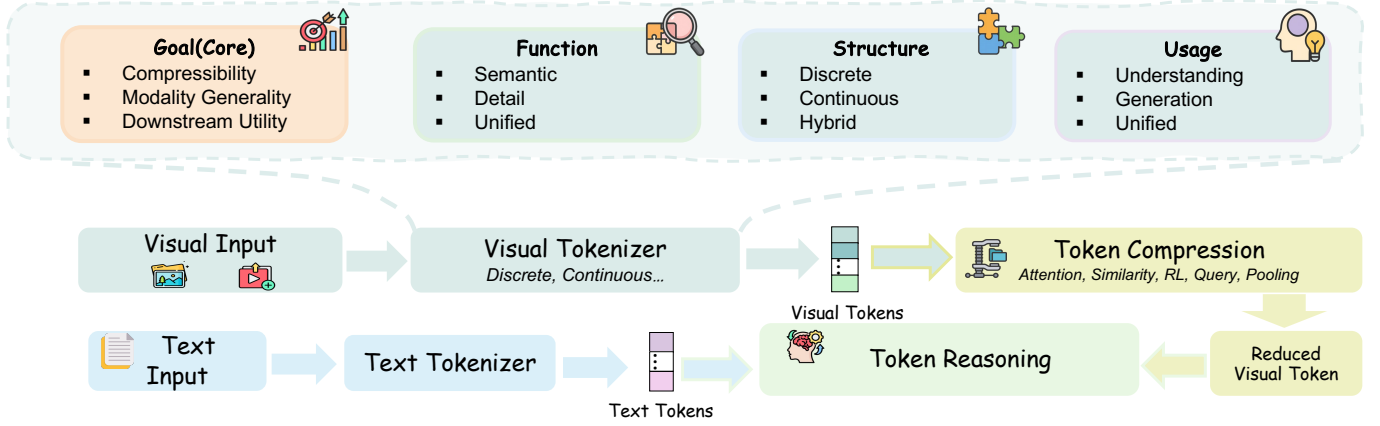 Goal(Core)
▪ Compressibility
▪ Modality Generality
▪ Downstream Utility
Function
▪ Semantic
▪ Detail
▪ Unified
Structure
▪ Discrete
▪ Continuous
▪ Hybrid
Usage
▪ Understanding
▪ Generation
▪ Unified
Visual Input
Visual Tokenizer
Discrete, Continuous...
Visual Tokens
Token Compression
Attention, Similarity, RL, Query, Pooling
Text
Input
Text Tokenizer
Text Tokens
Token Reasoning
Reduced
Visual Token